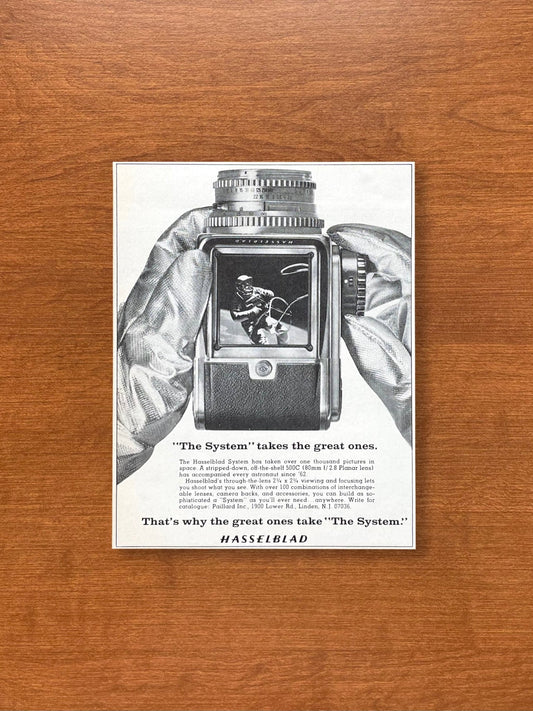 HASSELBLAD
"The System" takes the great ones.
The Hasselblad System has taken over one thousand pictures in
space. A stripped-down, off-the-shelf 500C (80mm f/2.8 Planar lens)
has accompanied every astronaut since '62.
Hasselblad's through-the-lens 2¼ x 2¼ viewing and focusing lets
you shoot what you see. With over 100 combinations of interchange-
able lenses, camera backs, and accessories, you can build as so-
phisticated a "System" as you'll ever need anywhere. Write for
catalogue: Paillard Inc., 1900 Lower Rd., Linden, N.J. 07036.
That's why the great ones take "The System."
HASSELBLAD